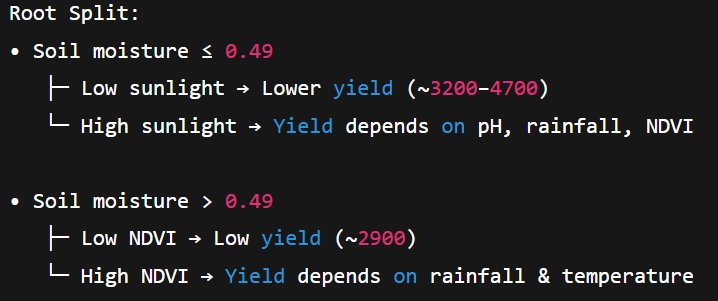 Root Split:
• Soil moisture ≤ 0.49
├─ Low sunlight → Lower yield (~3200–4700)
└─ High sunlight → Yield depends on pH, rainfall, NDVI
• Soil moisture > 0.49
├─ Low NDVI → Low yield (~2900)
└─ High NDVI → Yield depends on rainfall & temperature